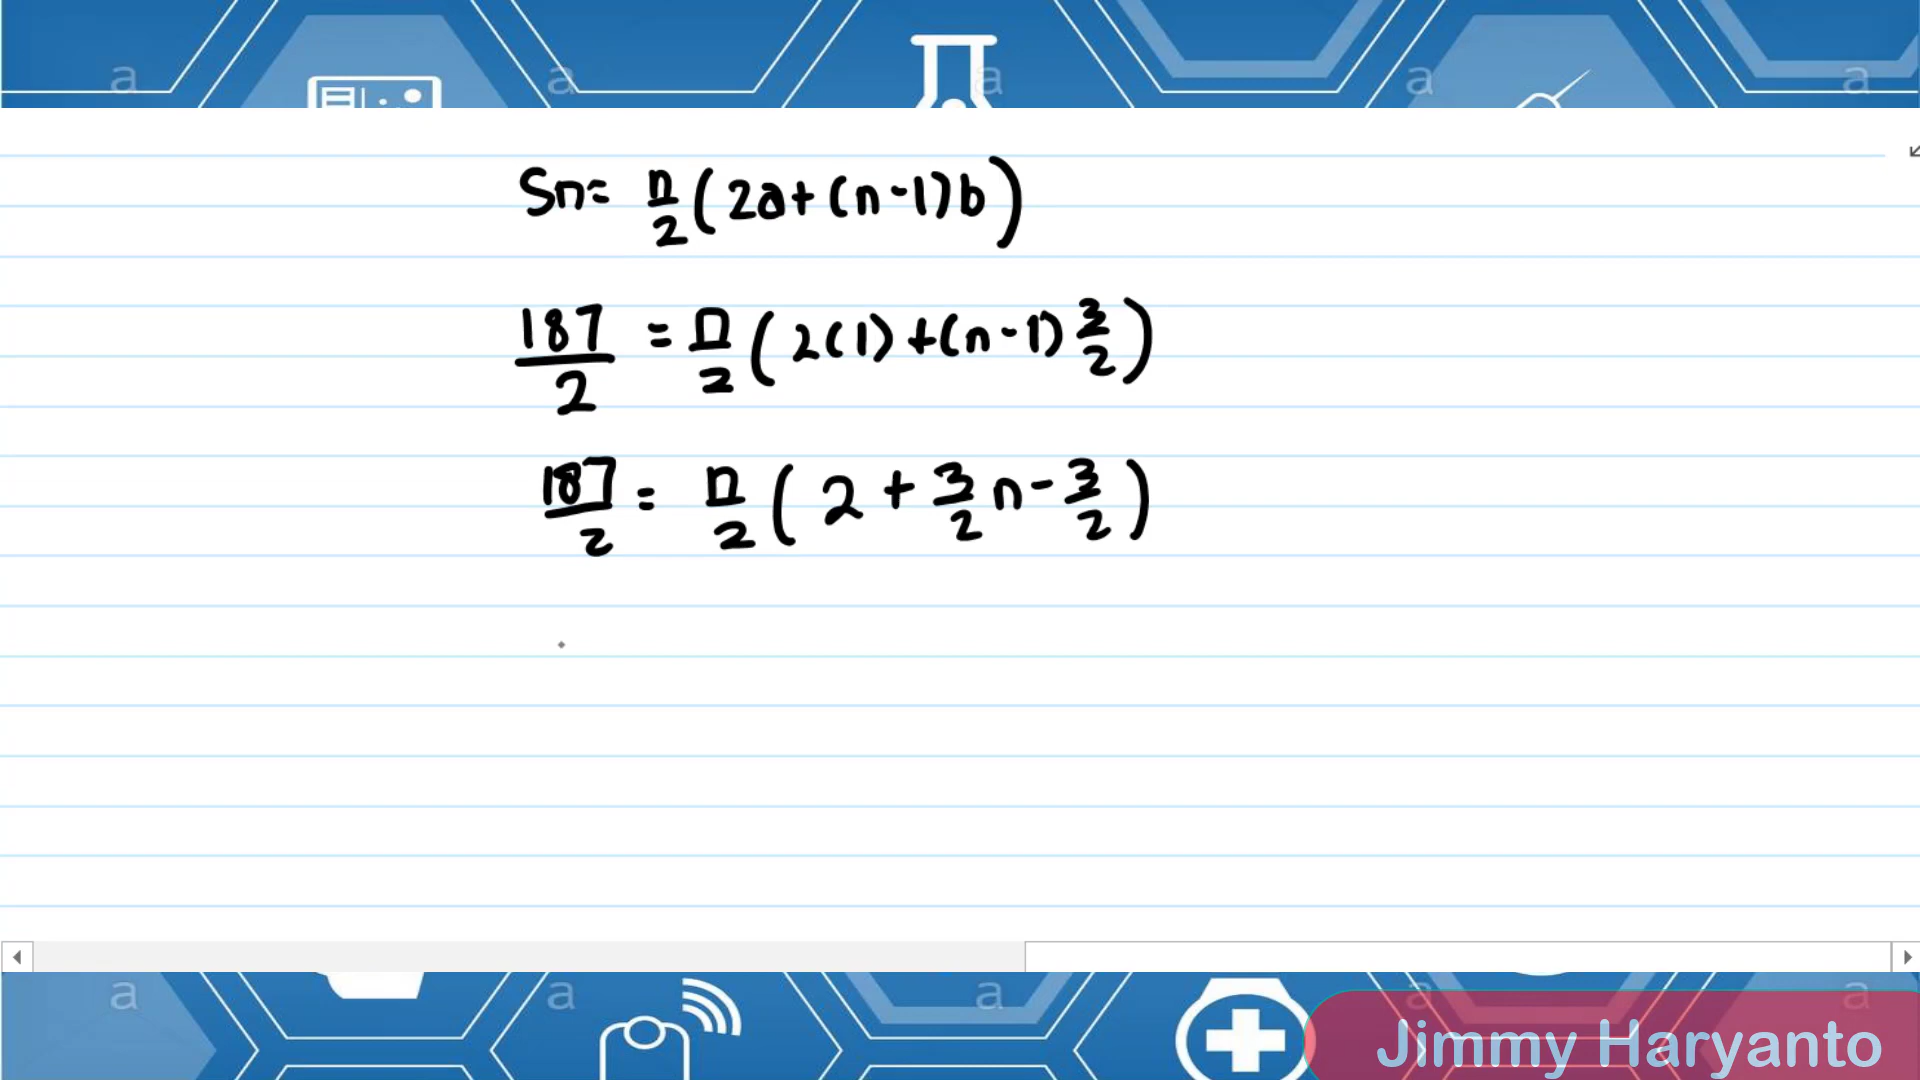 Sn = n/2 (2a + (n - 1) b)
187/2 = n/2 (2(1) + (n - 1) 3/2)
187/2 = n/2 (2 + 3/2 n - 3/2)
a a a a a
a a a a a
Jimmy Haryanto